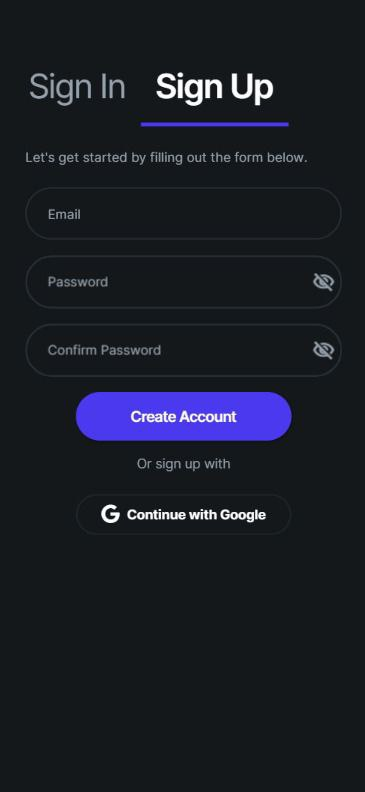 Sign In Sign Up
Let's get started by filling out the form below.
Email
Password
Confirm Password
Create Account
Or sign up with
Continue with Google